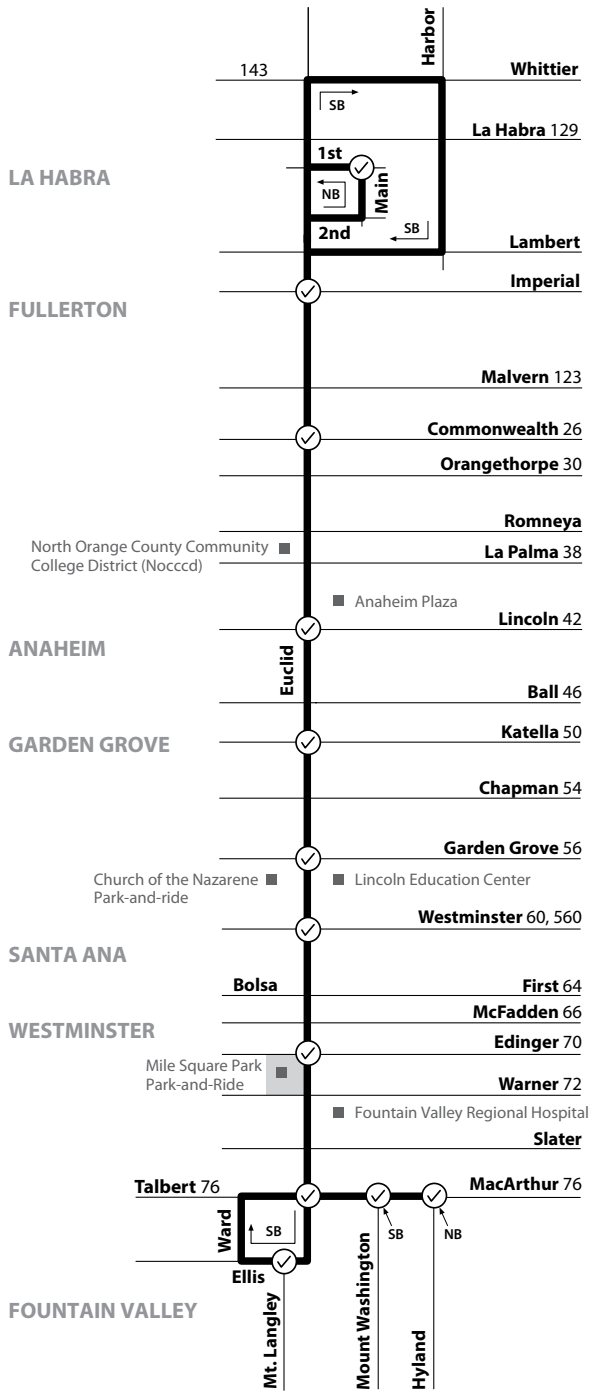 Harbor
143
Whittier
SB
La Habra 129
1st
LA HABRA
NB
Main
2nd
SB
Lambert
Imperial
FULLERTON
Malvern 123
Commonwealth 26
Orangethorpe 30
Romneya
North Orange County Community
College District (Nocccd)
La Palma 38
Anaheim Plaza
Lincoln 42
ANAHEIM
Euclid
Ball 46
Katella 50
GARDEN GROVE
Chapman 54
Garden Grove 56
Church of the Nazarene
Park-and-ride
Lincoln Education Center
Westminster 60, 560
SANTA ANA
Bolsa
First 64
McFadden 66
WESTMINSTER
Edinger 70
Mile Square Park
Park-and-Ride
Warner 72
Fountain Valley Regional Hospital
Slater
Talbert 76
MacArthur 76
Ward
SB
SB
NB
Ellis
FOUNTAIN VALLEY
Mt. Langley
Mount Washington
Hyland